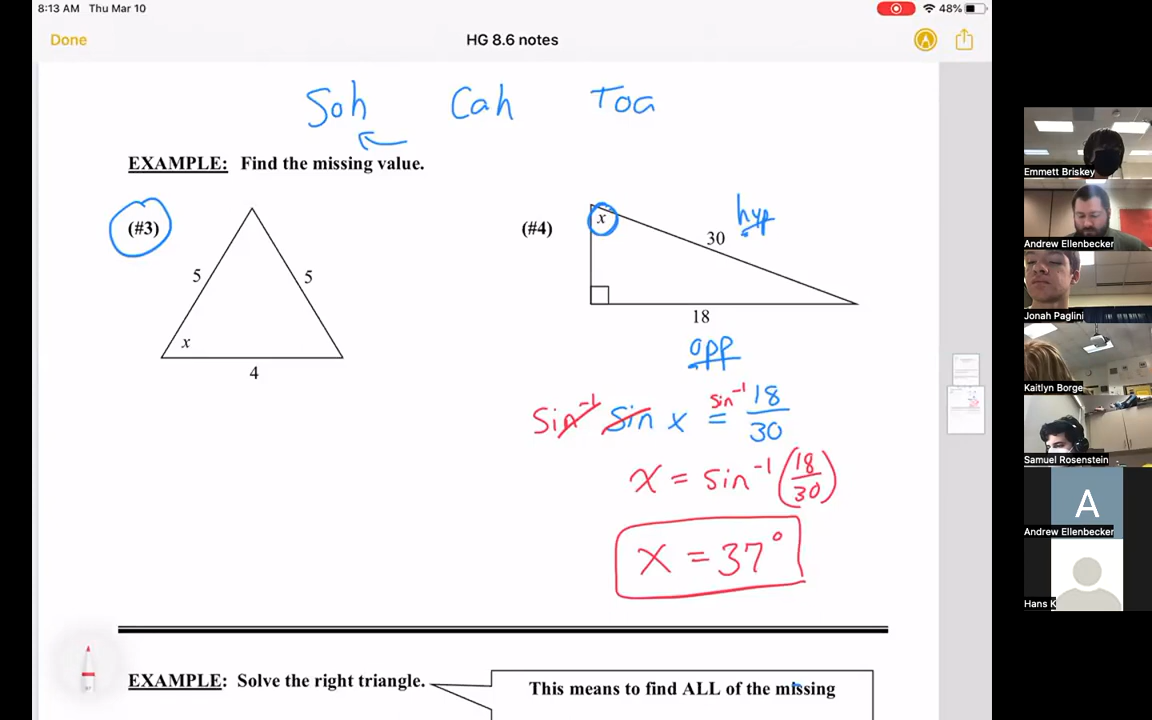 8:13 AM Thu Mar 10
48%
Done
HG 8.6 notes
Soh Cah Toa
EXAMPLE: Find the missing value.
(#3)
5
5
x
4
(#4)
x
hyp
30
18
opp
sin⁻¹ sin x = sin⁻¹ 18/30
x = sin⁻¹ (18/30)
x = 37°
EXAMPLE: Solve the right triangle.
This means to find ALL of the missing
Emmett Briskey
Andrew Ellenbecker
Jonah Paglini
Kaitlyn Borge
Samuel Rosenstein
A
Andrew Ellenbecker
Hans K